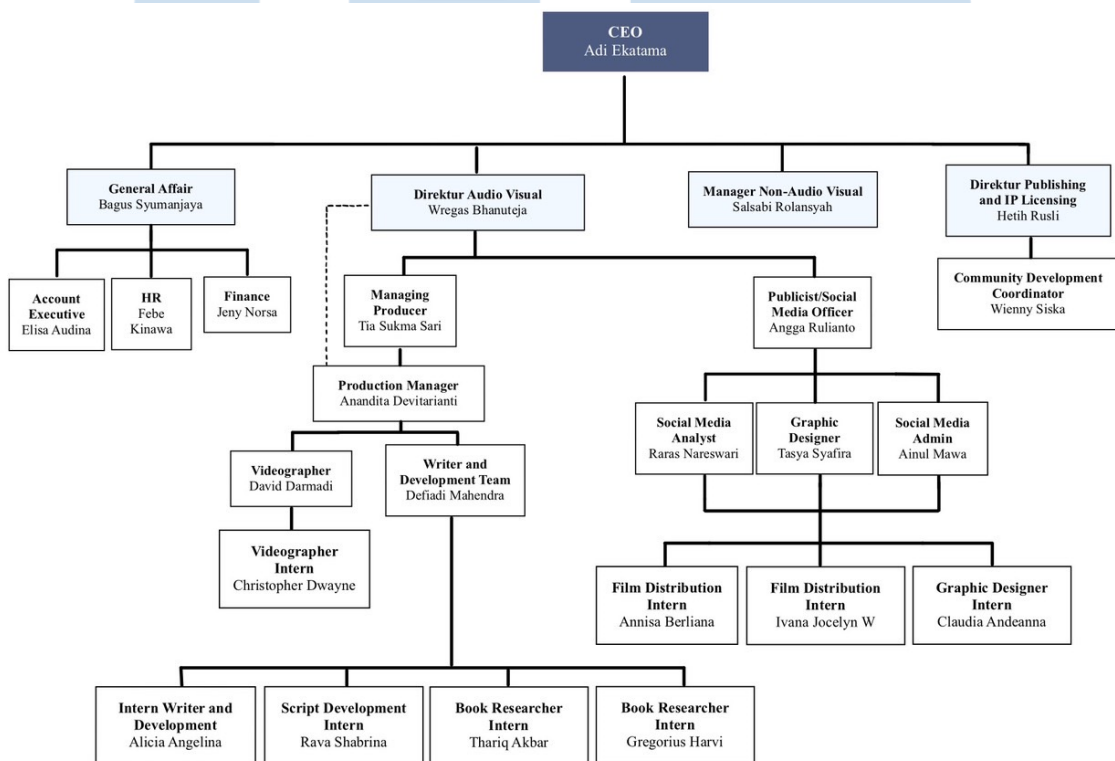 CEO
Adi Ekatama
General Affair
Bagus Syumanjaya
Direktur Audio Visual
Wregas Bhanuteja
Manager Non-Audio Visual
Salsabi Rolansyah
Direktur Publishing
and IP Licensing
Hetih Rusli
Account
Executive
Elisa Audina
HR
Febe
Kinawa
Finance
Jeny Norsa
Managing
Producer
Tia Sukma Sari
Publicist/Social
Media Officer
Angga Rulianto
Community Development
Coordinator
Wienny Siska
Production Manager
Anandita Devitarianti
Social Media
Analyst
Raras Nareswari
Graphic
Designer
Tasya Syafira
Social Media
Admin
Ainul Mawa
Videographer
David Darmadi
Writer and
Development Team
Defiadi Mahendra
Videographer
Intern
Christopher Dwayne
Film Distribution
Intern
Annisa Berliana
Film Distribution
Intern
Ivana Jocelyn W
Graphic Designer
Intern
Claudia Andeanna
Intern Writer and
Development
Alicia Angelina
Script Development
Intern
Rava Shabrina
Book Researcher
Intern
Thariq Akbar
Book Researcher
Intern
Gregorius Harvi